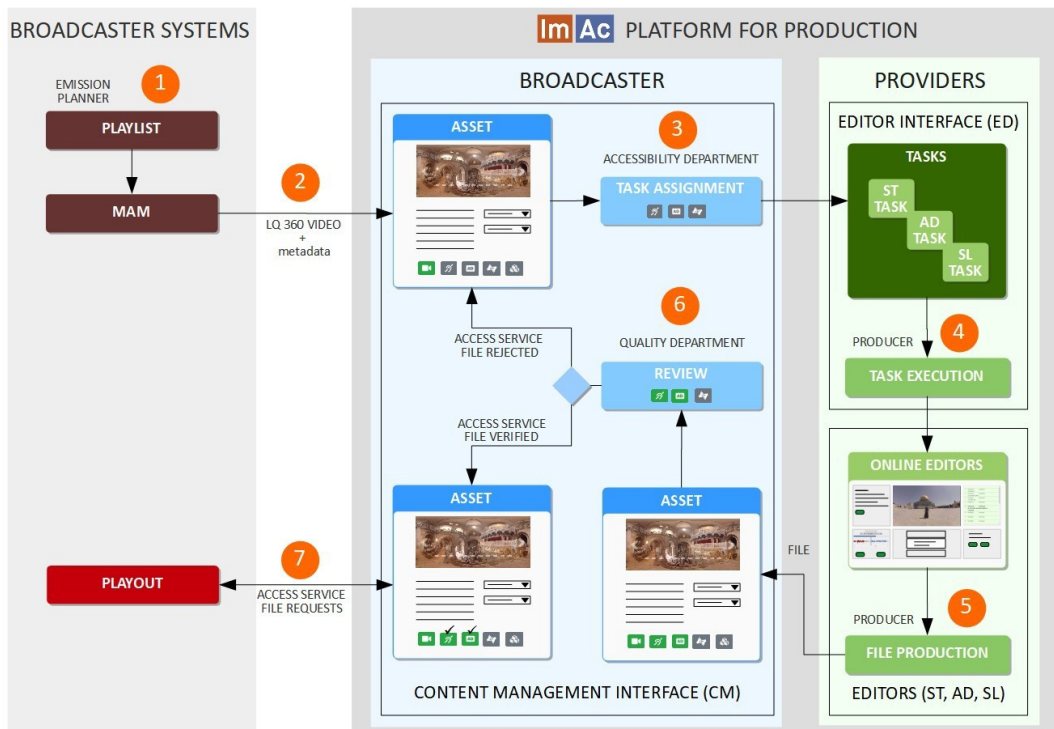 BROADCASTER SYSTEMS
ImAc PLATFORM FOR PRODUCTION
BROADCASTER
PROVIDERS
EMISSION
PLANNER
1
PLAYLIST
MAM
2
LQ 360 VIDEO
+
metadata
ASSET
3
ACCESSIBILITY DEPARTMENT
TASK ASSIGNMENT
EDITOR INTERFACE (ED)
TASKS
ST
TASK
AD
TASK
SL
TASK
PRODUCER
4
TASK EXECUTION
ACCESS SERVICE
FILE REJECTED
6
QUALITY DEPARTMENT
REVIEW
ACCESS SERVICE
FILE VERIFIED
ONLINE EDITORS
ASSET
ASSET
FILE
PRODUCER
5
FILE PRODUCTION
EDITORS (ST, AD, SL)
PLAYOUT
7
ACCESS SERVICE
FILE REQUESTS
CONTENT MANAGEMENT INTERFACE (CM)